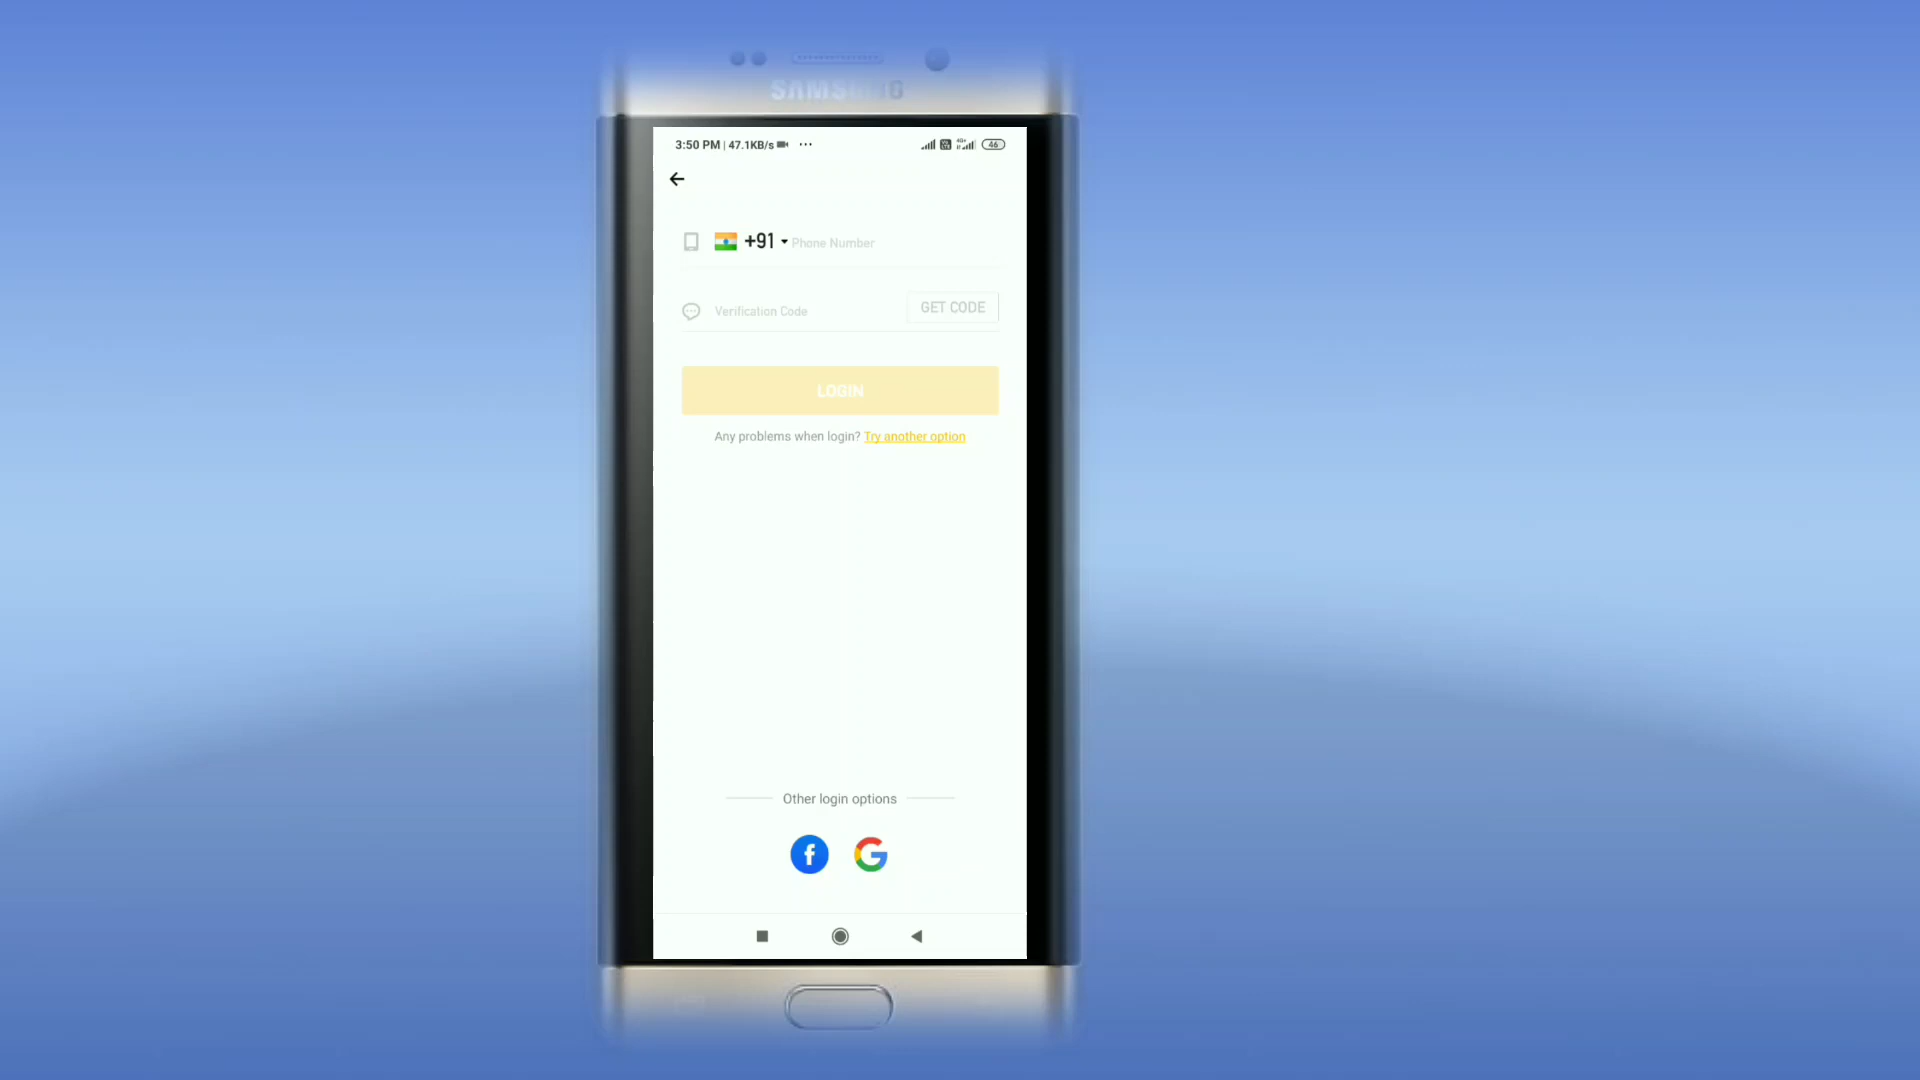 SAMSUNG
3:50 PM | 47.1KB/s ... 46
+91 Phone Number
Verification Code GET CODE
LOGIN
Any problems when login? Try another option
Other login options